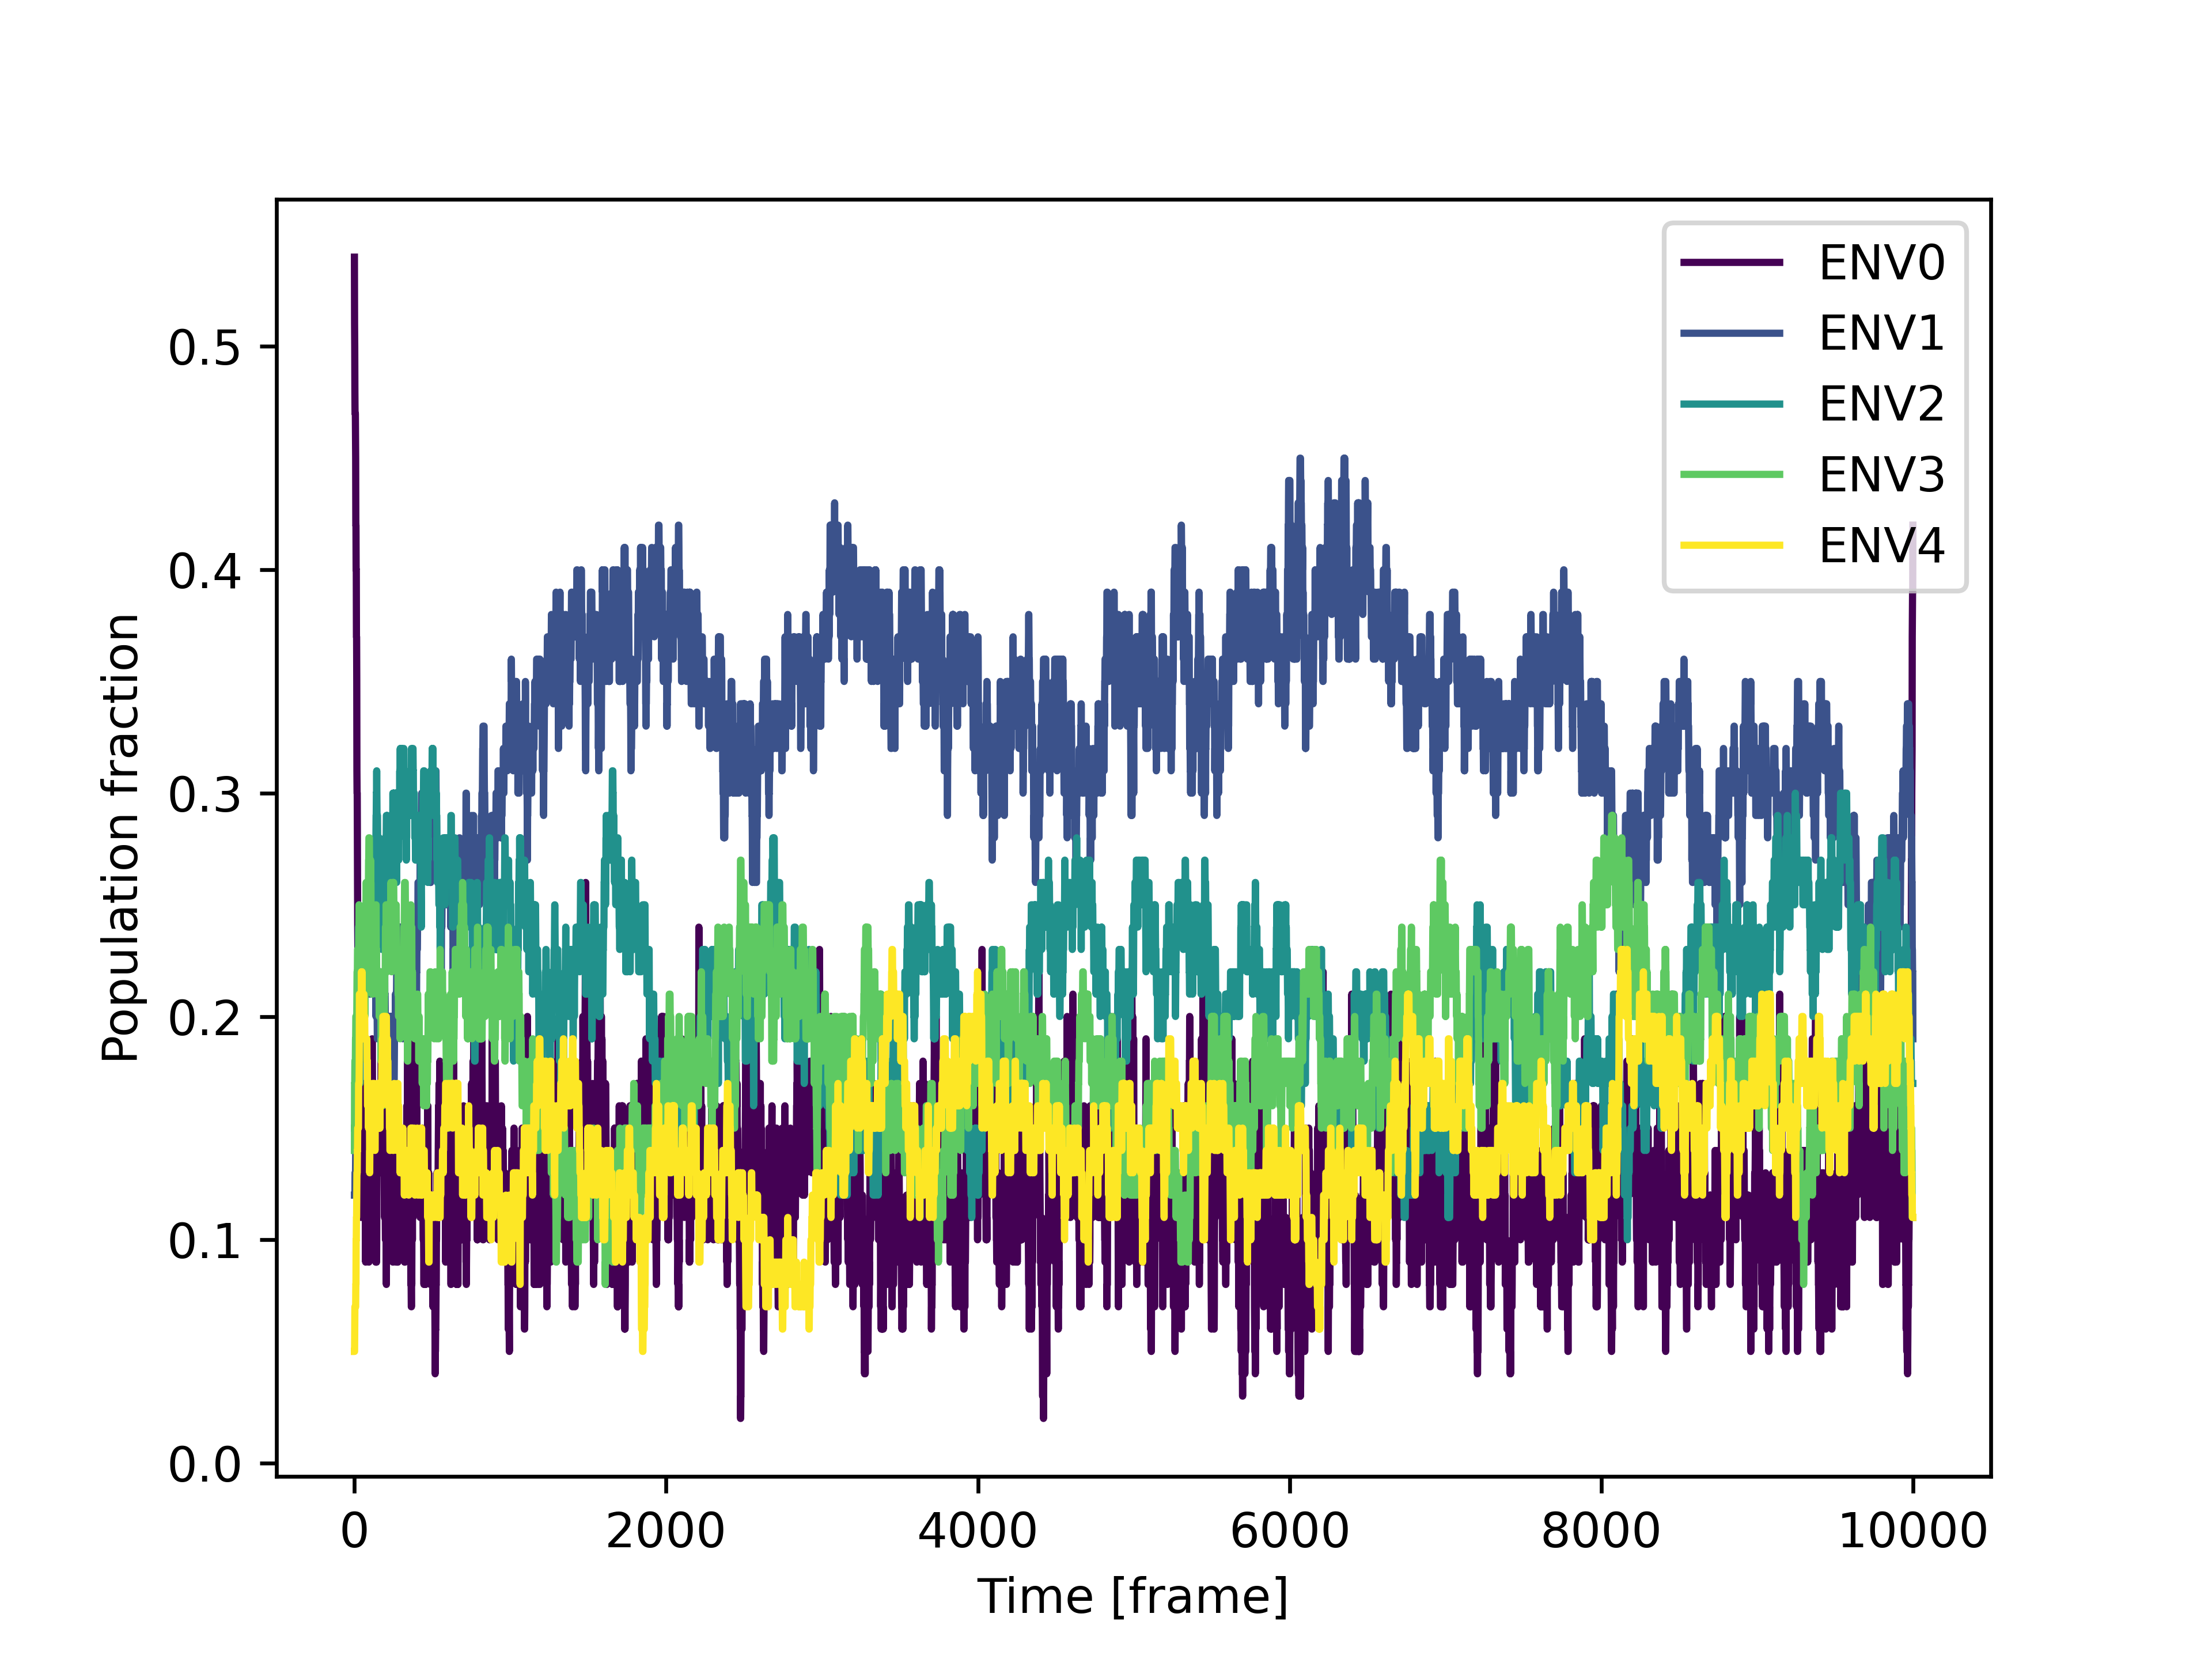 ENV0
ENV1
ENV2
ENV3
ENV4
Population fraction
0.5
0.4
0.3
0.2
0.1
0.0
0 2000 4000 6000 8000 10000
Time [frame]